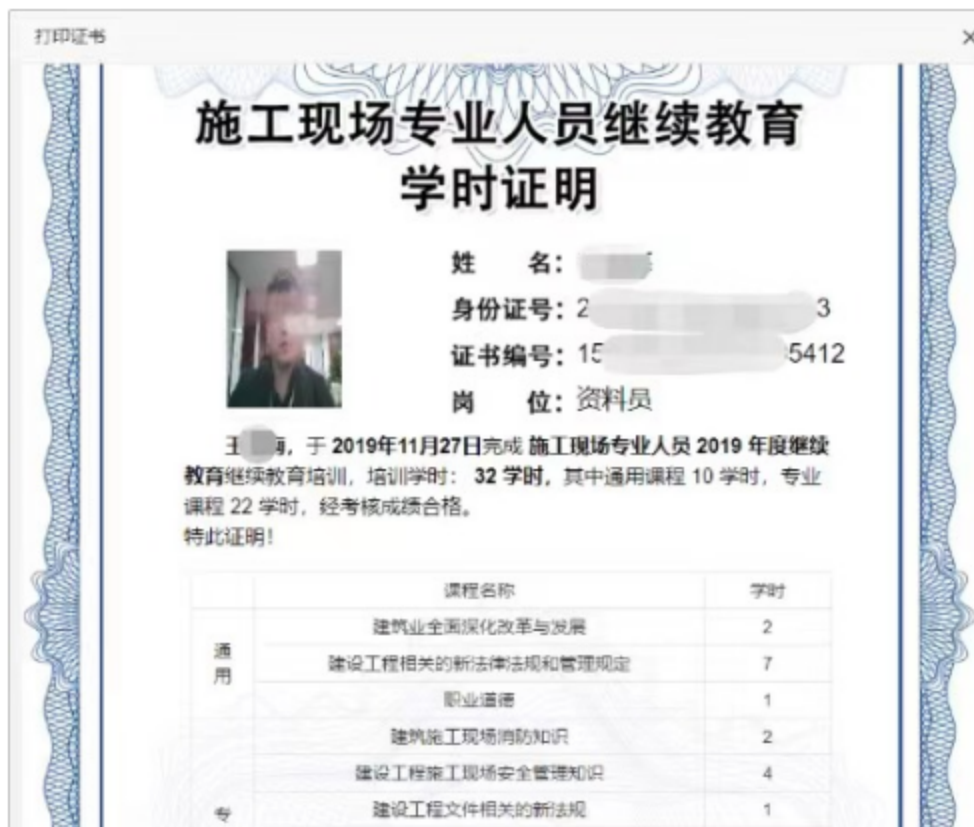 打印证书
施工现场专业人员继续教育
学时证明
姓 名：
身份证号：2 3
证书编号：15 5412
岗 位：资料员
王 ，于 2019年11月27日完成 施工现场专业人员 2019 年度继续
教育继续教育培训，培训学时： 32 学时，其中通用课程 10 学时，专业
课程 22 学时，经考核成绩合格。
特此证明！
课程名称 学时
通用
建筑业全面深化改革与发展 2
建设工程相关的新法律法规和管理规定 7
职业道德 1
建筑施工现场消防知识 2
建设工程施工现场安全管理知识 4
专
建设工程文件相关的新法规 1